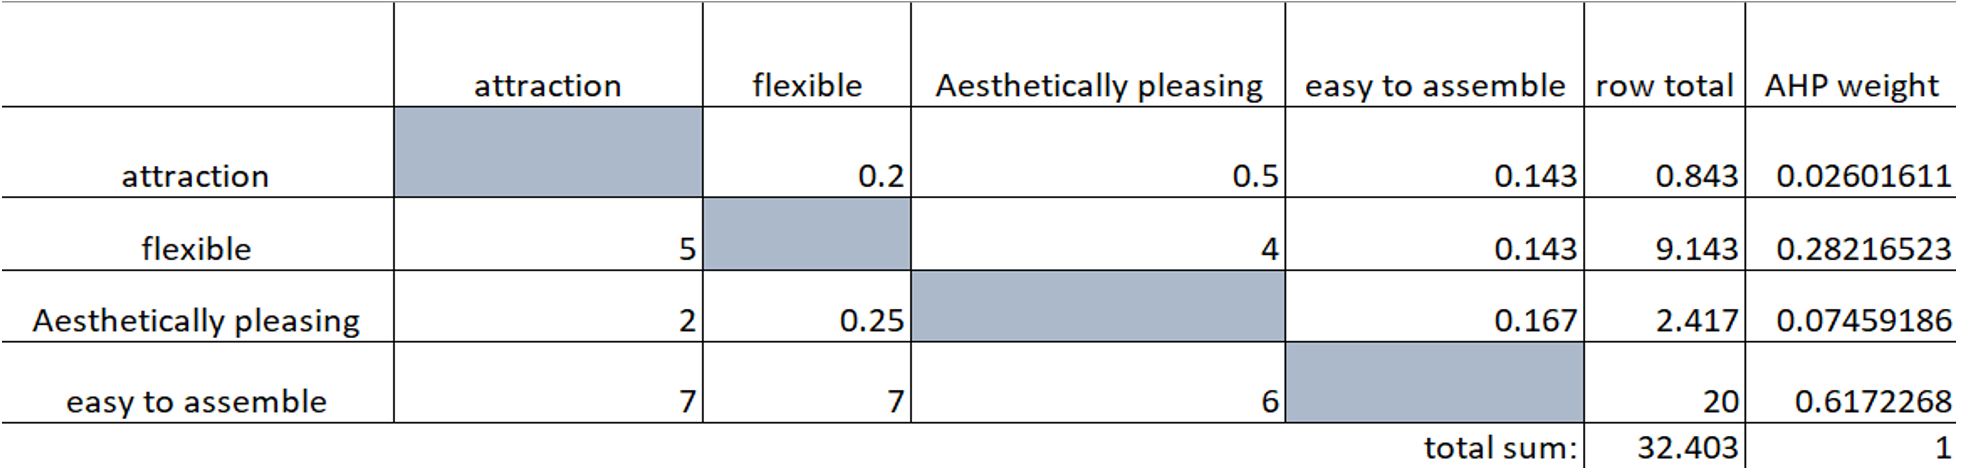 attraction flexible Aesthetically pleasing easy to assemble row total AHP weight
attraction 0.2 0.5 0.143 0.843 0.02601611
flexible 5 4 0.143 9.143 0.28216523
Aesthetically pleasing 2 0.25 0.167 2.417 0.07459186
easy to assemble 7 7 6 20 0.6172268
total sum: 32.403 1